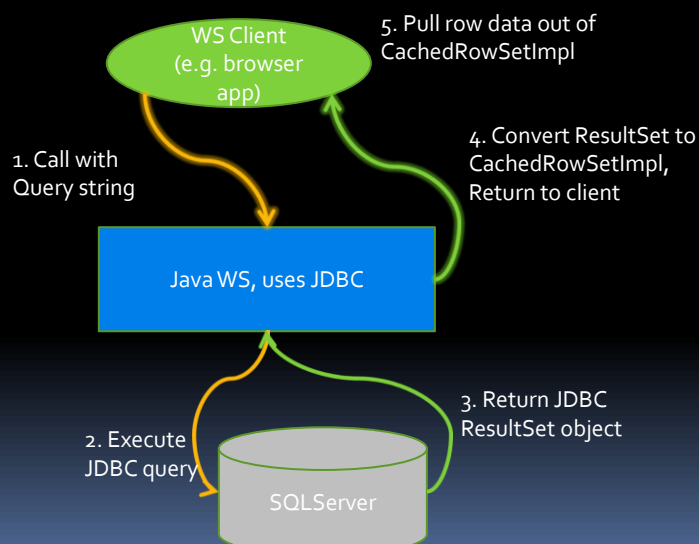 WS Client
(e.g. browser
app)
5. Pull row data out of
CachedRowSetImpl
4. Convert ResultSet to
CachedRowSetImpl,
Return to client
1. Call with
Query string
Java WS, uses JDBC
3. Return JDBC
ResultSet object
2. Execute
JDBC query
SQLServer